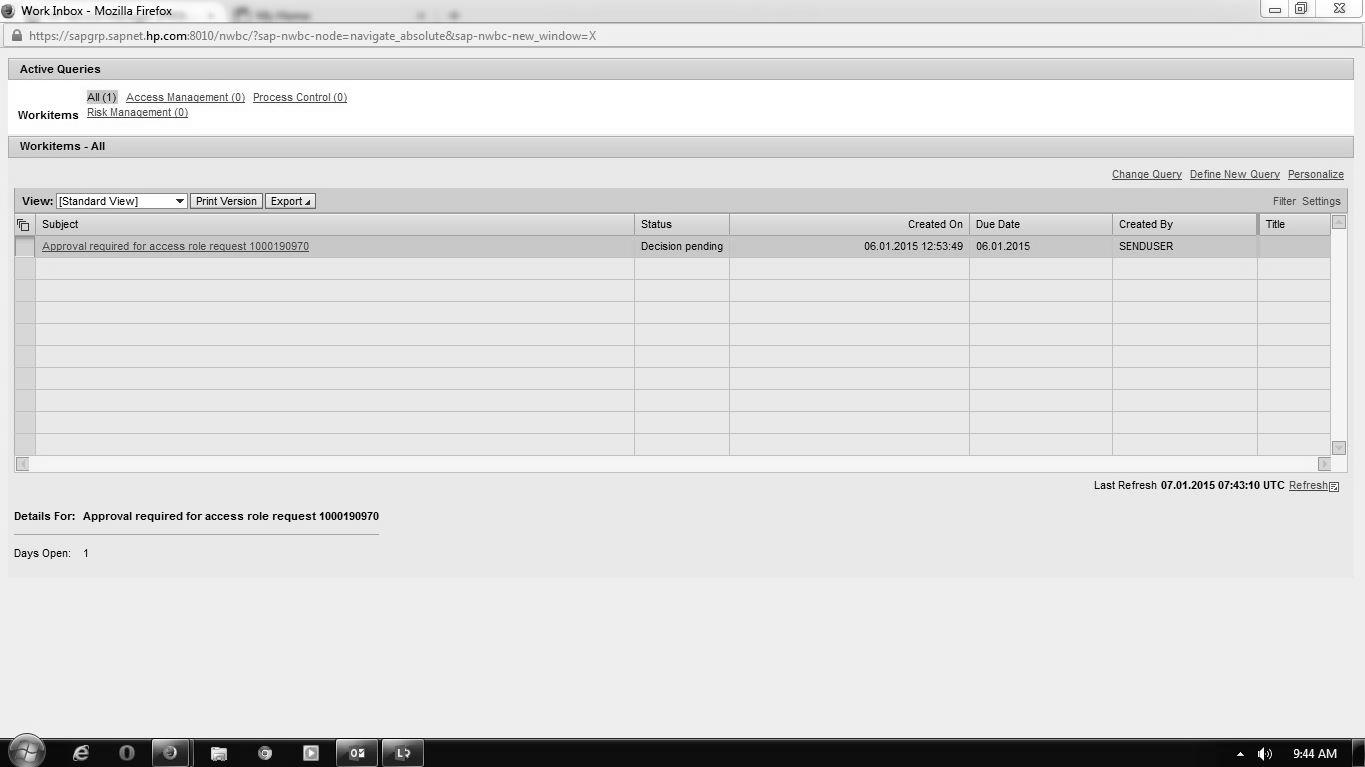 Work Inbox - Mozilla Firefox
My Home
https://sapgrp.sapnet.hp.com:8010/nwbc/?sap-nwbc-node=navigate_absolute&sap-nwbc-new_window=X
Active Queries
All (1) Access Management (0) Process Control (0)
Workitems
Risk Management (0)
Workitems - All
Change Query Define New Query Personalize
View: [Standard View] Print Version Export Filter Settings
Subject Status Created On Due Date Created By Title
Approval required for access role request 1000190970 Decision pending 06.01.2015 12:53:49 06.01.2015 SENDUSER
Last Refresh 07.01.2015 07:43:10 UTC Refresh
Details For: Approval required for access role request 1000190970
Days Open: 1
9:44 AM